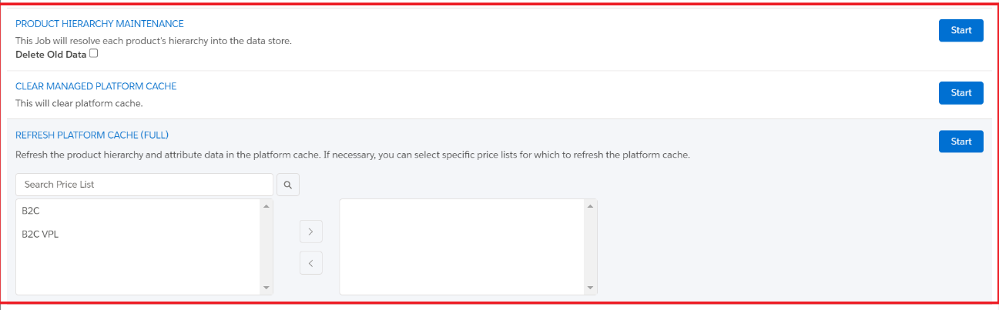 PRODUCT HIERARCHY MAINTENANCE
Start
This Job will resolve each product's hierarchy into the data store.
Delete Old Data
CLEAR MANAGED PLATFORM CACHE
Start
This will clear platform cache.
REFRESH PLATFORM CACHE (FULL)
Start
Refresh the product hierarchy and attribute data in the platform cache. If necessary, you can select specific price lists for which to refresh the platform cache.
Search Price List
B2C
B2C VPL